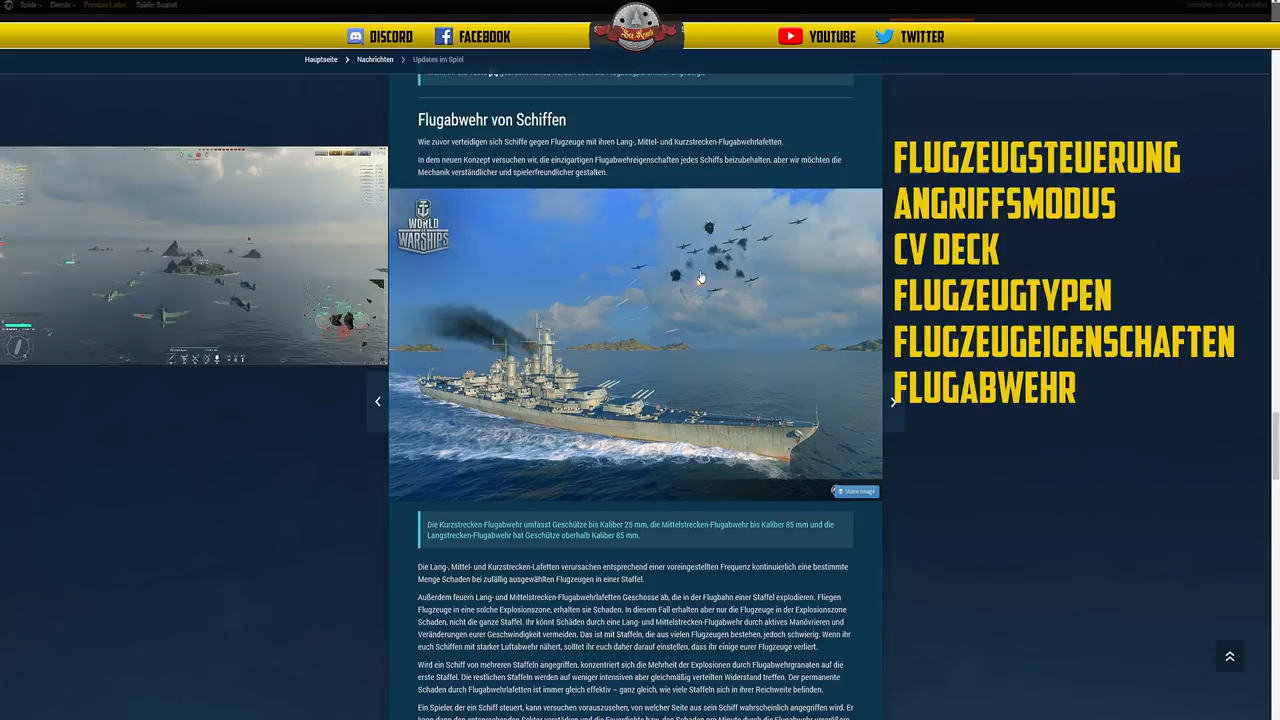 Spiele
Dienste
Premium-Laden
Spieler Support
Anmelden oder Konto erstellen
DISCORD
FACEBOOK
YOUTUBE
TWITTER
Hauptseite
Nachrichten
Updates im Spiel
Flugabwehr von Schiffen
Wie zuvor verteidigen sich Schiffe gegen Flugzeuge mit ihren Lang-, Mittel- und Kurzstrecken-Flugabwehrlafetten.
In dem neuen Konzept versuchen wir, die einzigartigen Flugabwehreigenschaften jedes Schiffs beizubehalten, aber wir möchten die
Mechanik verständlicher und spielerfreundlicher gestalten.
WORLD OF
WARSHIPS
Share image
FLUGZEUGSTEUERUNG
ANGRIFFSMODUS
CV DECK
FLUGZEUGTYPEN
FLUGZEUGEIGENSCHAFTEN
FLUGABWEHR
Die Kurzstrecken-Flugabwehr umfasst Geschütze bis Kaliber 25 mm, die Mittelstrecken-Flugabwehr bis Kaliber 85 mm und die
Langstrecken-Flugabwehr hat Geschütze oberhalb Kaliber 85 mm.
Die Lang-, Mittel- und Kurzstrecken-Lafetten verursachen entsprechend einer voreingestellten Frequenz kontinuierlich eine bestimmte
Menge Schaden bei zufällig ausgewählten Flugzeugen in einer Staffel.
Außerdem feuern Lang- und Mittelstrecken-Flugabwehrlafetten Geschosse ab, die in der Flugbahn einer Staffel explodieren. Fliegen
Flugzeuge in eine solche Explosionszone, erhalten sie Schaden. In diesem Fall erhalten aber nur die Flugzeuge in der Explosionszone
Schaden, nicht die ganze Staffel. Ihr könnt Schäden durch eine Lang- und Mittelstrecken-Flugabwehr durch aktives Manövrieren und
Veränderungen eurer Geschwindigkeit vermeiden. Das ist mit Staffeln, die aus vielen Flugzeugen bestehen, jedoch schwierig. Wenn ihr
euch Schiffen mit starker Luftabwehr nähert, solltet ihr euch daher darauf einstellen, dass ihr einige eurer Flugzeuge verliert.
Wird ein Schiff von mehreren Staffeln angegriffen, konzentriert sich die Mehrheit der Explosionen durch Flugabwehrgranaten auf die
erste Staffel. Die restlichen Staffeln werden auf weniger intensiven aber gleichmäßig verteilten Widerstand treffen. Der permanente
Schaden durch Flugabwehrlafetten ist immer gleich effektiv – ganz gleich, wie viele Staffeln sich in ihrer Reichweite befinden.
Ein Spieler, der ein Schiff steuert, kann versuchen vorauszusehen, von welcher Seite aus sein Schiff wahrscheinlich angegriffen wird. Er